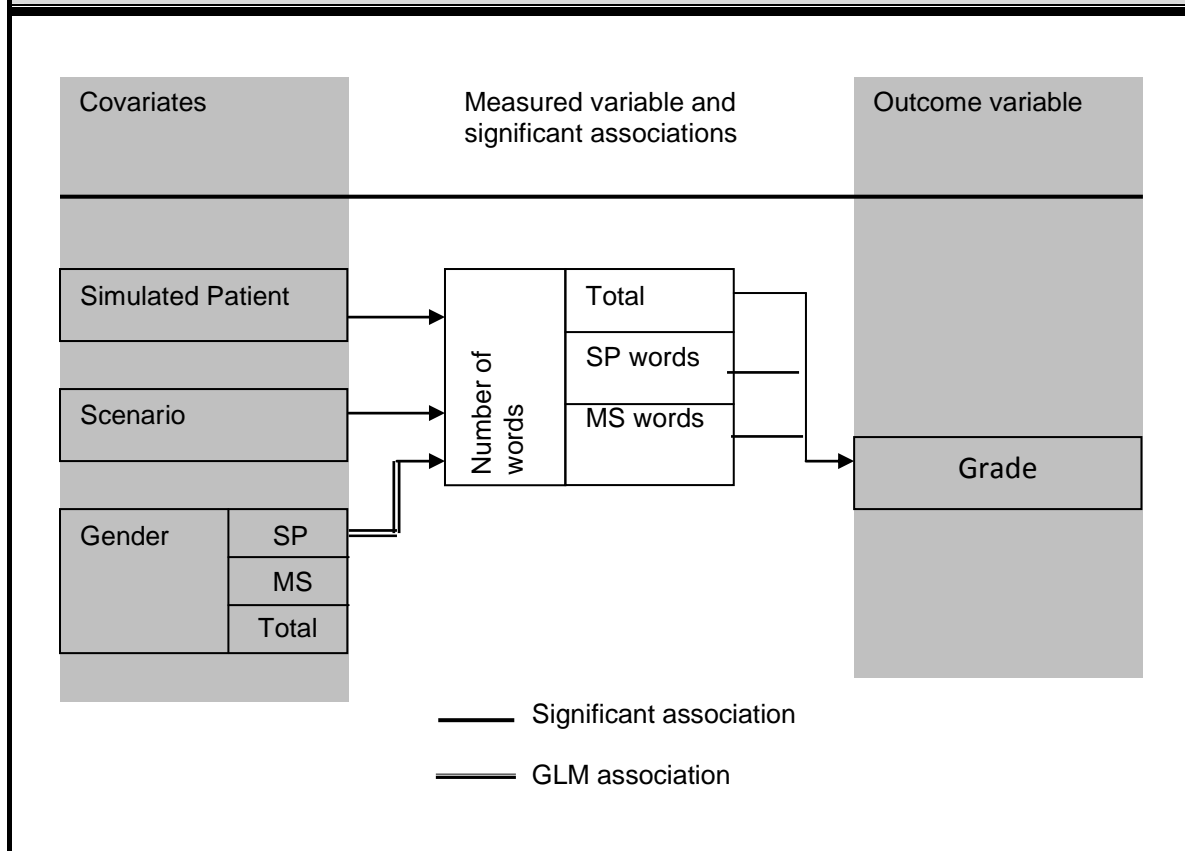 Covariates
Measured variable and
significant associations
Outcome variable
Simulated Patient
Scenario
Gender
SP
MS
Total
Number of
words
Total
SP words
MS words
Grade
Significant association
GLM association